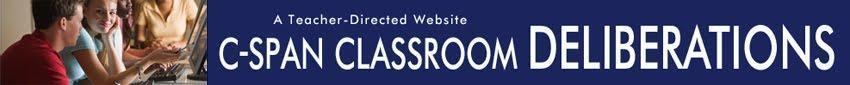 A Teacher-Directed Website
C-SPAN CLASSROOM DELIBERATIONS